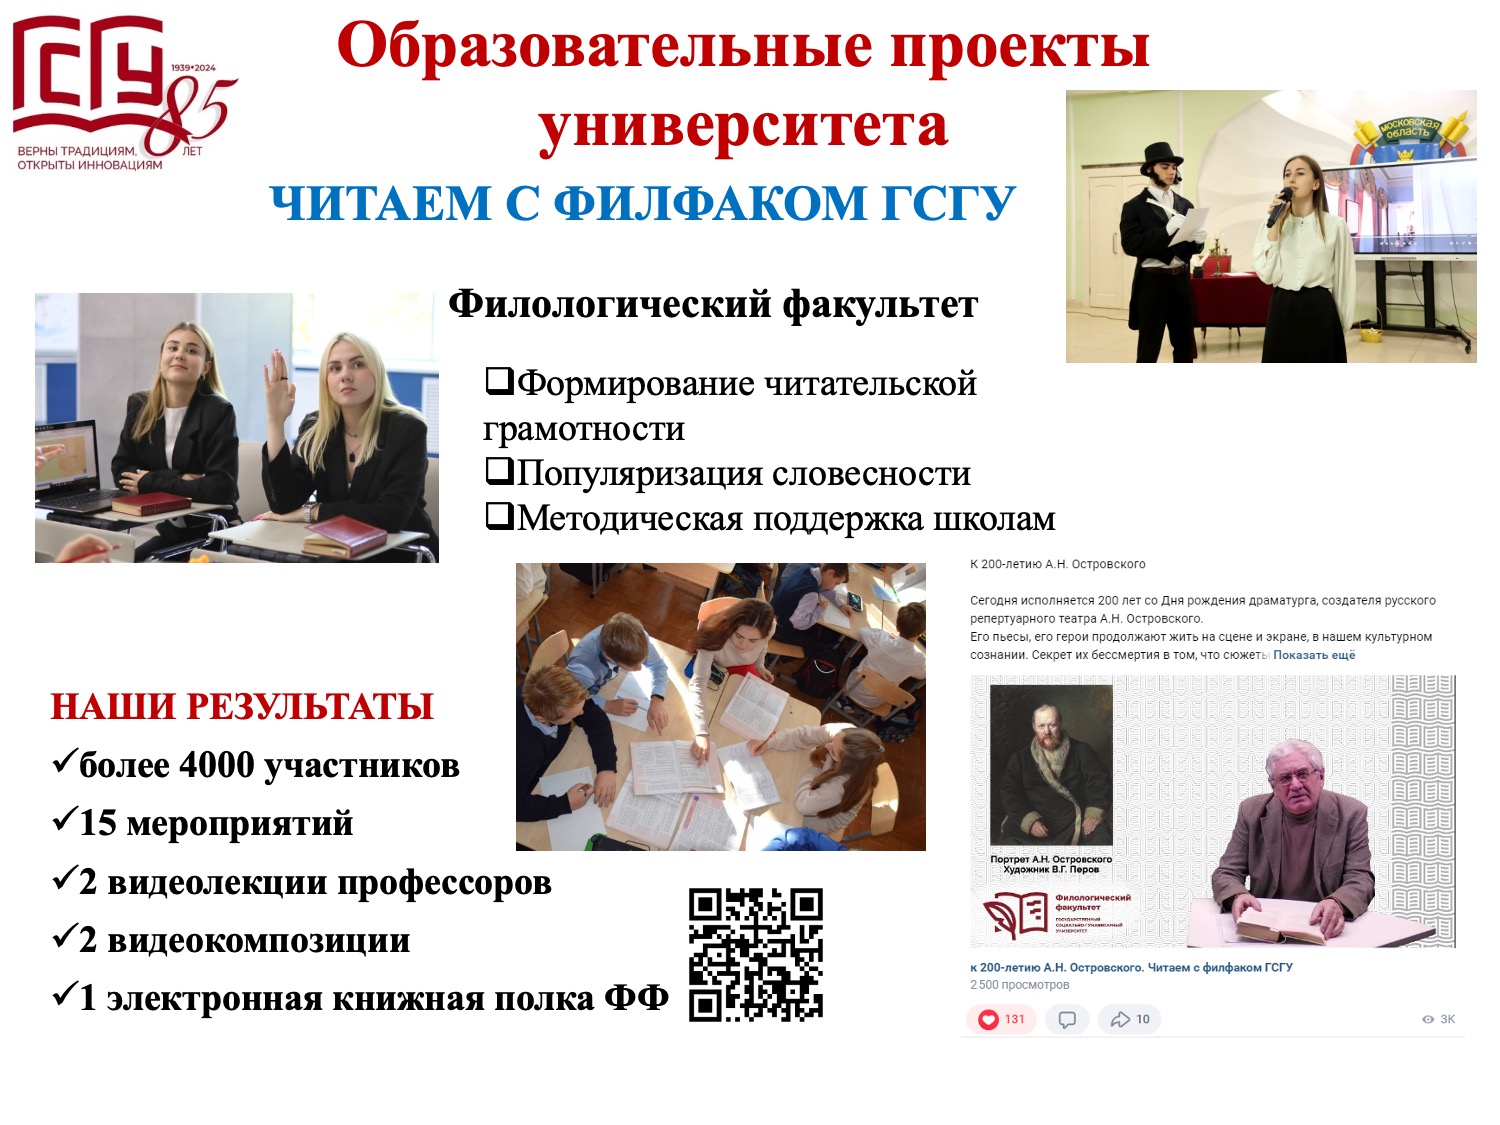 ГСГУ
1939•2024
85
ЛЕТ
ВЕРНЫ ТРАДИЦИЯМ,
ОТКРЫТЫ ИННОВАЦИЯМ
Образовательные проекты
университета
ЧИТАЕМ С ФИЛФАКОМ ГСГУ
МОСКОВСКАЯ
ОБЛАСТЬ
Филологический факультет
Формирование читательской
грамотности
Популяризация словесности
Методическая поддержка школам
К 200-летию А.Н. Островского
Сегодня исполняется 200 лет со Дня рождения драматурга, создателя русского
репертуарного театра А.Н. Островского.
Его пьесы, его герои продолжают жить на сцене и экране, в нашем культурном
сознании. Секрет их бессмертия в том, что сюжеты Показать ещё
Портрет А.Н. Островского
Художник В.Г. Перов
Филологический
факультет
ГОСУДАРСТВЕННЫЙ
СОЦИАЛЬНО-ГУМАНИТАРНЫЙ
УНИВЕРСИТЕТ
к 200-летию А.Н. Островского. Читаем с филфаком ГСГУ
2 500 просмотров
131
10
3K
НАШИ РЕЗУЛЬТАТЫ
✓более 4000 участников
✓15 мероприятий
✓2 видеолекции профессоров
✓2 видеокомпозиции
✓1 электронная книжная полка ФФ